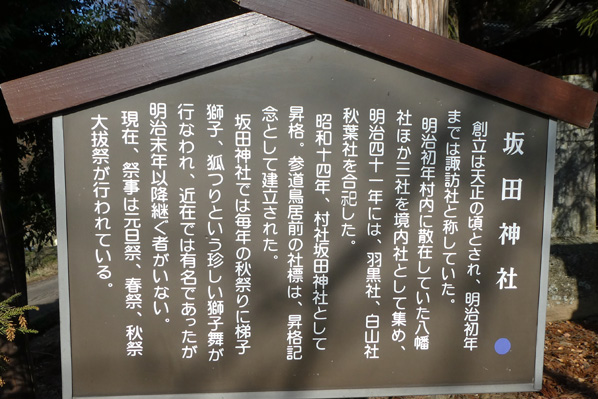 坂田神社
創立は天正の頃とされ、明治初年
までは諏訪社と称していた。
明治初年村内に散在していた八幡
社ほか三社を境内社として集め、
明治四十一年には、羽黒社、白山社
秋葉社を合祀した。
昭和十四年、村社坂田神社として
昇格。参道鳥居前の社標は、昇格記
念として建立された。
坂田神社では毎年の秋祭りに梯子
獅子、狐つりという珍しい獅子舞が
行なわれ、近在では有名であったが
明治末年以降継ぐ者がいない。
現在、祭事は元旦祭、春祭、秋祭
大抜祭が行われている。